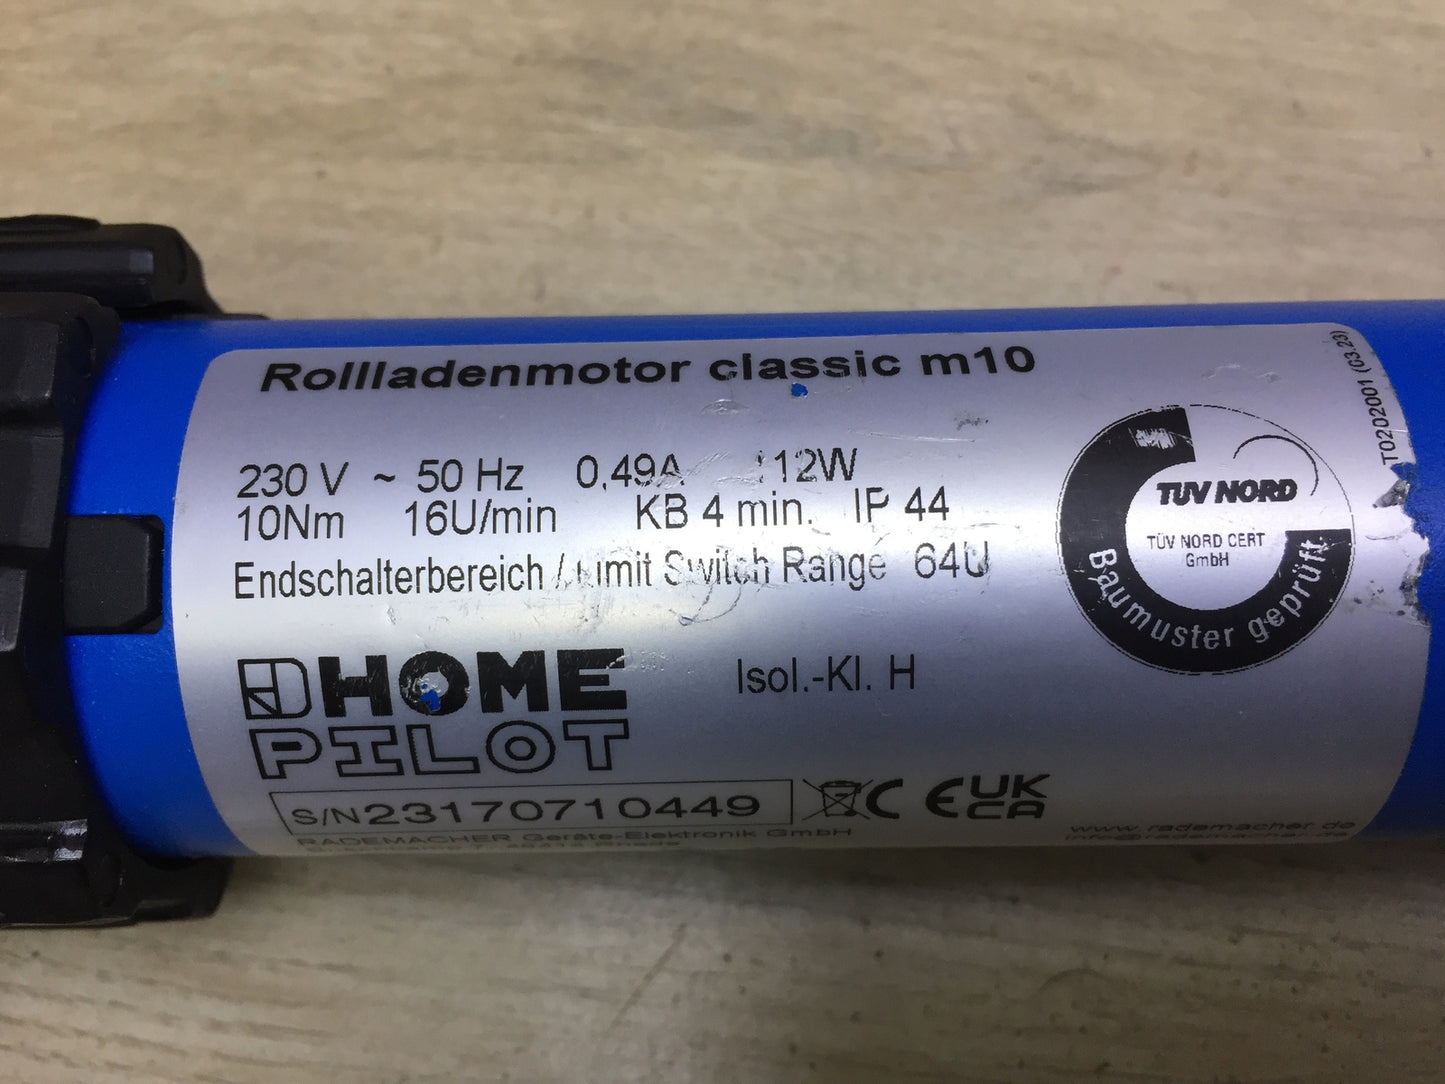 Rollladenmotor classic m10
230 V ~ 50 Hz 0,49A 112W
10Nm 16U/min KB 4 min. IP 44
Endschalterbereich / Limit Switch Range 64U
HOME
PILOT
Isol.-Kl. H
S/N23170710449
RADEMACHER Geräte-Elektronik GmbH
CE UK
CA
www.rademacher.de
T0202001 (03.23)
TÜV NORD
TÜV NORD CERT
GmbH
Baumuster geprüft